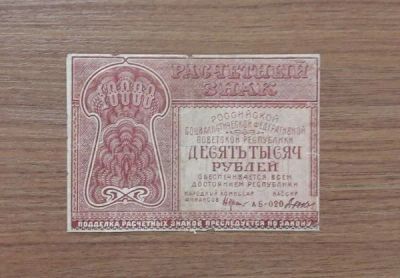 10000
РАСЧЕТНЫЙ
ЗНАК
РОССИЙСКОЙ
СОЦИАЛИСТИЧЕСКОЙ ФЕДЕРАТИВНОЙ
СОВЕТСКОЙ РЕСПУБЛИКИ
ДЕСЯТЬ ТЫСЯЧ
РУБЛЕЙ
ОБЕСПЕЧИВАЕТСЯ ВСЕМ
ДОСТОЯНИЕМ РЕСПУБЛИКИ
НАРОДНЫЙ КОМИССАР КАССИР
ФИНАНСОВ АБ-020
ПОДДЕЛКА РАСЧЕТНЫХ ЗНАКОВ ПРЕСЛЕДУЕТСЯ ПО ЗАКОНУ